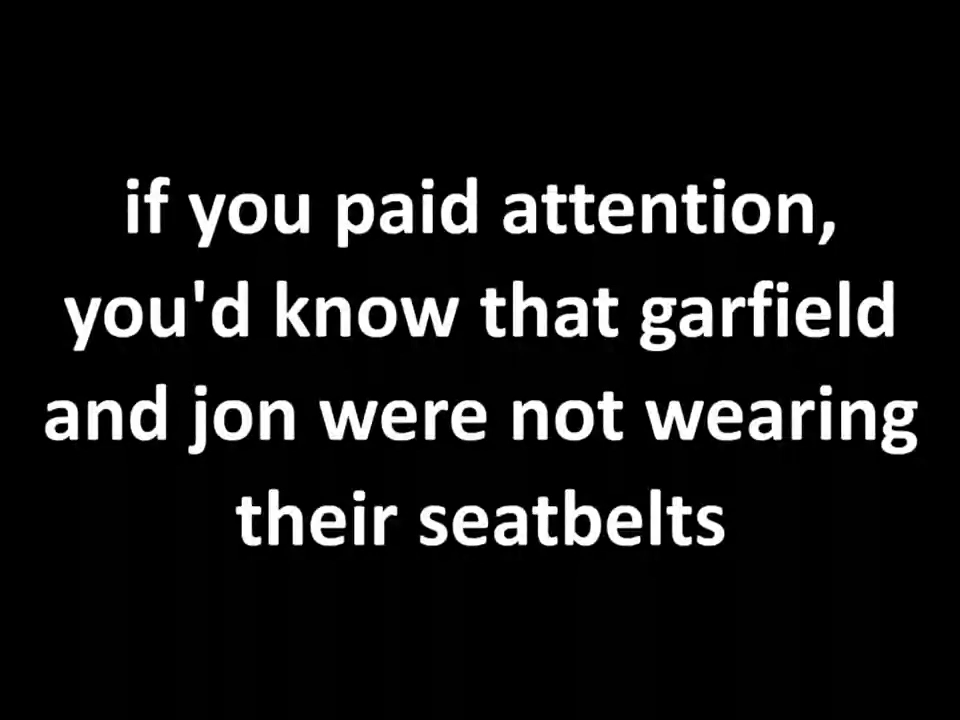 if you paid attention,
you'd know that garfield
and jon were not wearing
their seatbelts